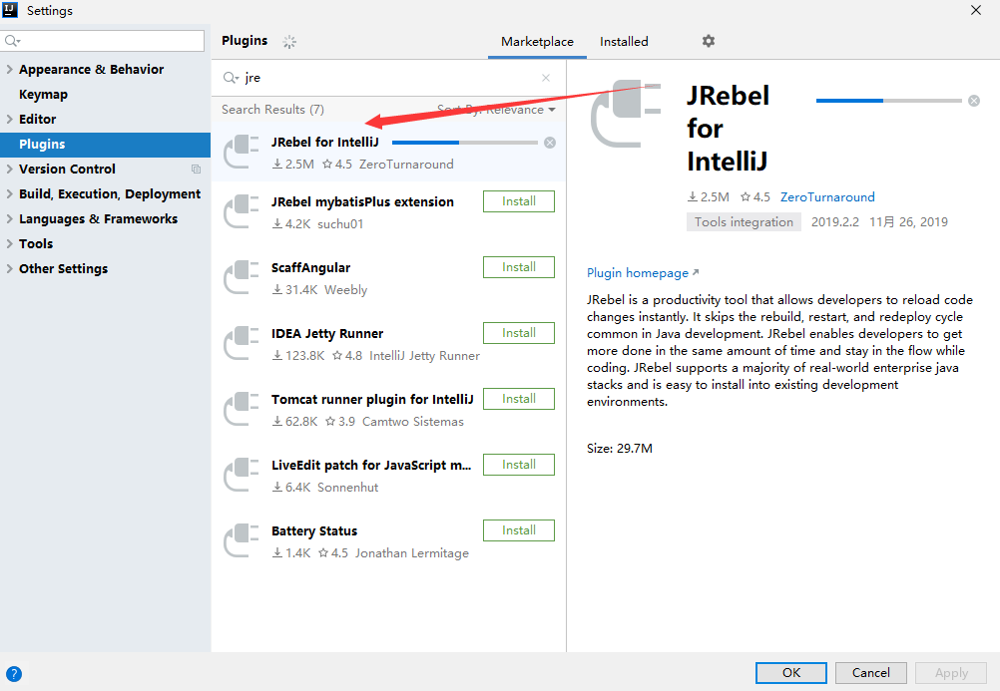 Settings
Plugins
Marketplace
Installed
Appearance & Behavior
Keymap
Editor
Plugins
Version Control
Build, Execution, Deployment
Languages & Frameworks
Tools
Other Settings
jre
Search Results (7)
Sort By: Relevance
JRebel for IntelliJ
2.5M 4.5 ZeroTurnaround
JRebel mybatisPlus extension
Install
4.2K suchu01
ScaffAngular
Install
31.4K Weebly
IDEA Jetty Runner
Install
123.8K 4.8 IntelliJ Jetty Runner
Tomcat runner plugin for IntelliJ
Install
62.8K 3.9 Camtwo Sistemas
LiveEdit patch for JavaScript m...
Install
6.4K Sonnenhut
Battery Status
Install
1.4K 4.5 Jonathan Lermitage
JRebel
for
IntelliJ
2.5M 4.5 ZeroTurnaround
Tools integration 2019.2.2 11月 26, 2019
Plugin homepage
JRebel is a productivity tool that allows developers to reload code
changes instantly. It skips the rebuild, restart, and redeploy cycle
common in Java development. JRebel enables developers to get
more done in the same amount of time and stay in the flow while
coding. JRebel supports a majority of real-world enterprise java
stacks and is easy to install into existing development
environments.
Size: 29.7M
?
OK
Cancel
Apply